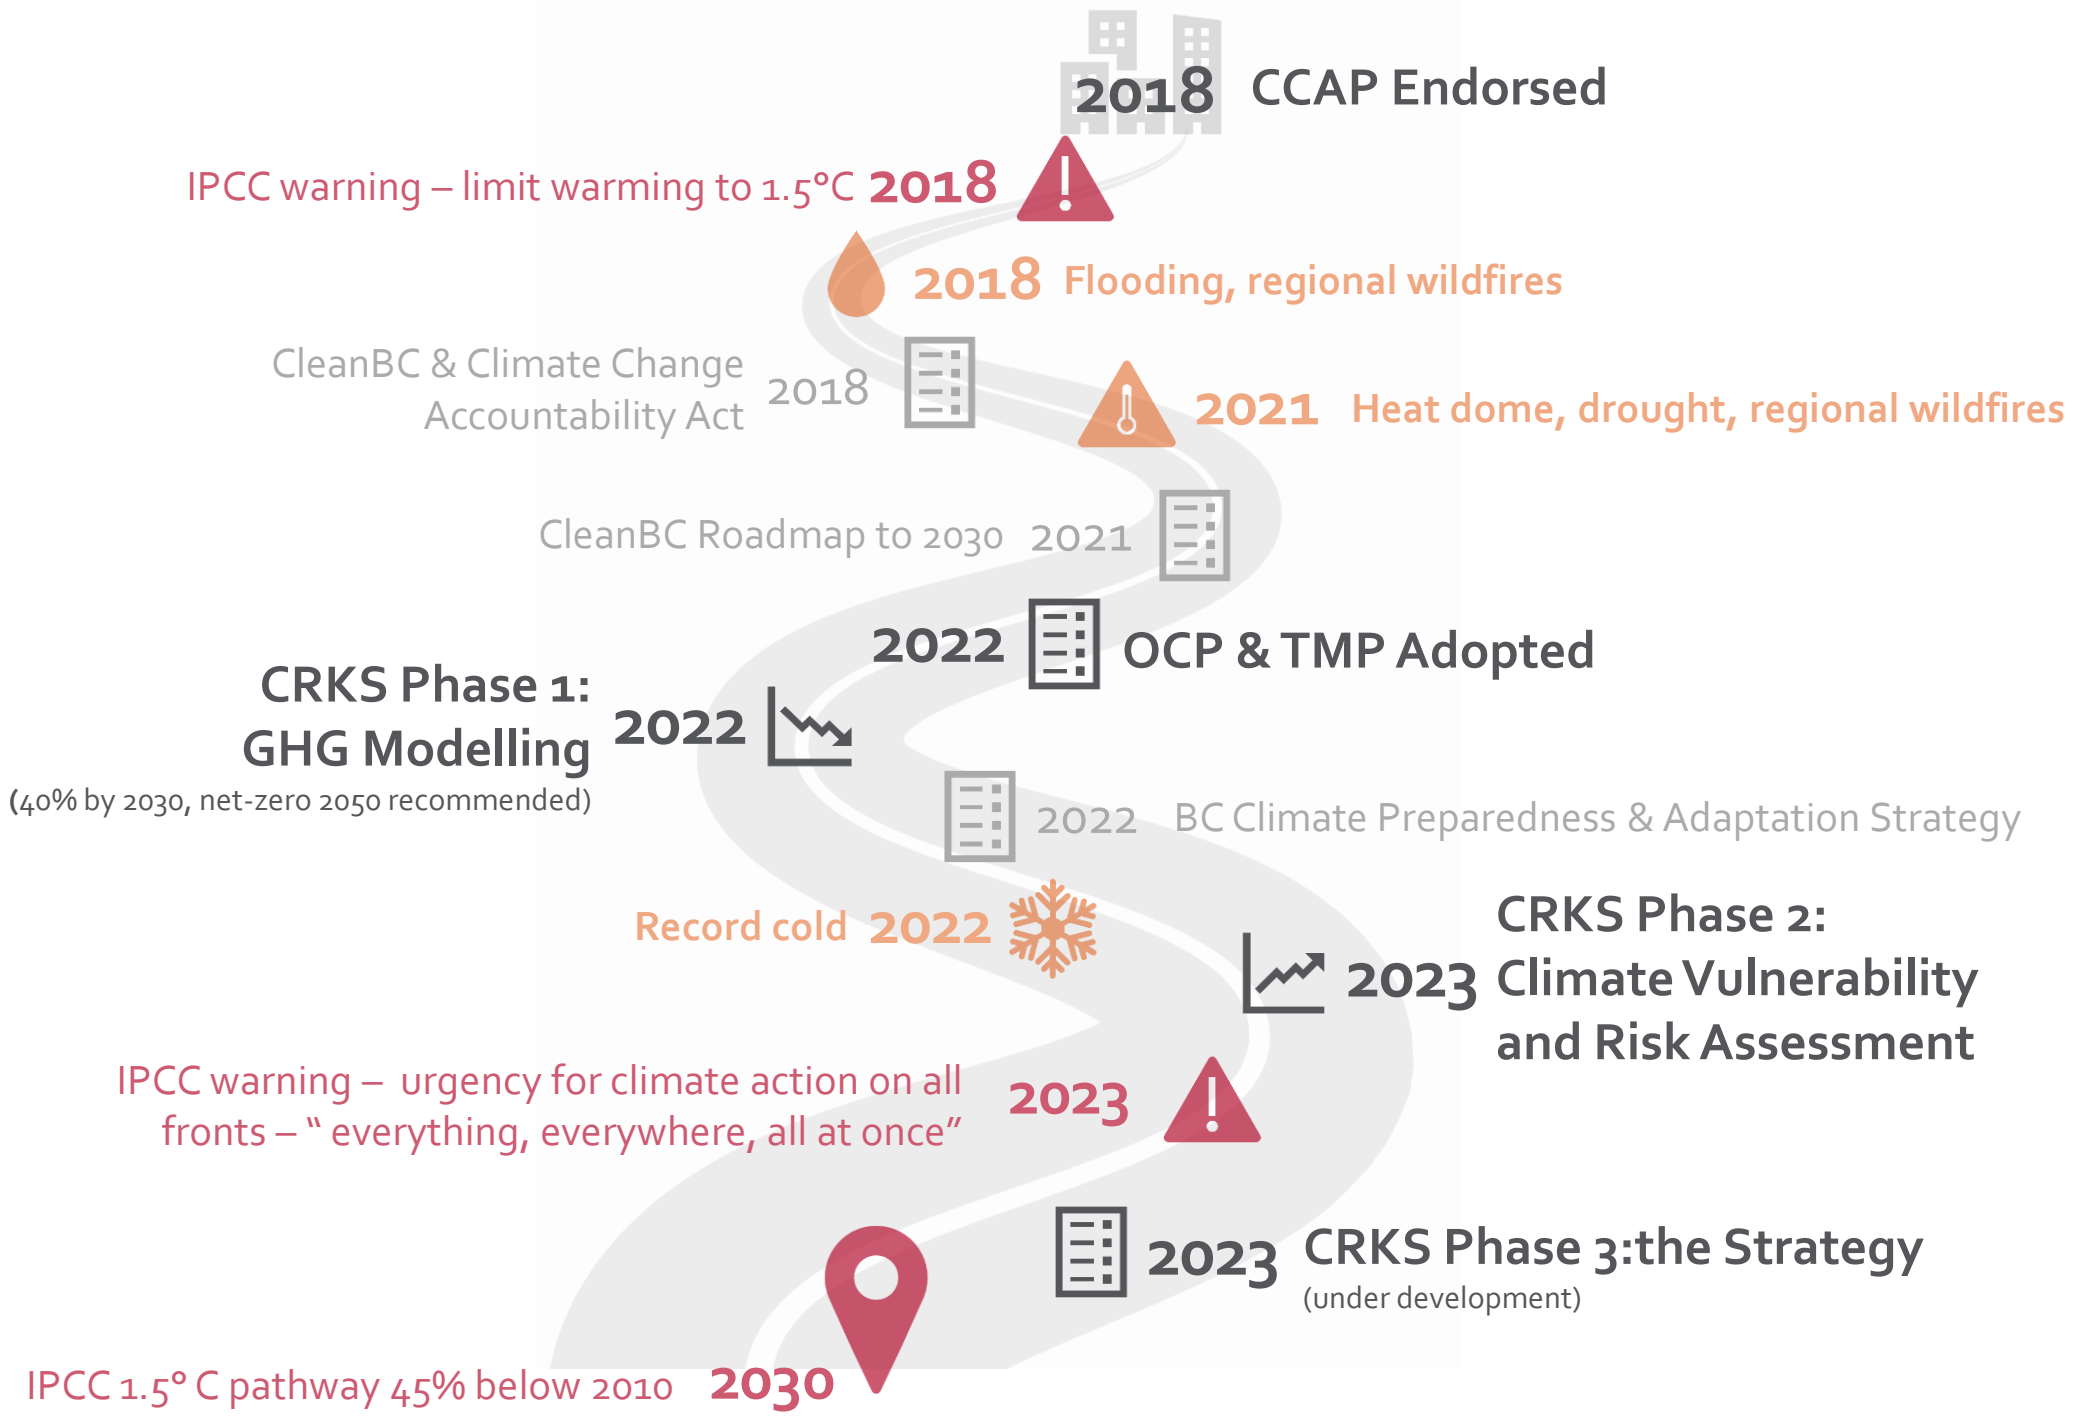 2018 CCAP Endorsed
IPCC warning – limit warming to 1.5°C 2018
2018 Flooding, regional wildfires
CleanBC & Climate Change
Accountability Act
2018
2021 Heat dome, drought, regional wildfires
CleanBC Roadmap to 2030 2021
2022 OCP & TMP Adopted
CRKS Phase 1:
GHG Modelling
(40% by 2030, net-zero 2050 recommended)
2022
2022 BC Climate Preparedness & Adaptation Strategy
Record cold 2022
2023
CRKS Phase 2:
Climate Vulnerability
and Risk Assessment
IPCC warning – urgency for climate action on all
fronts – “ everything, everywhere, all at once”
2023
2023 CRKS Phase 3:the Strategy
(under development)
IPCC 1.5° C pathway 45% below 2010 2030